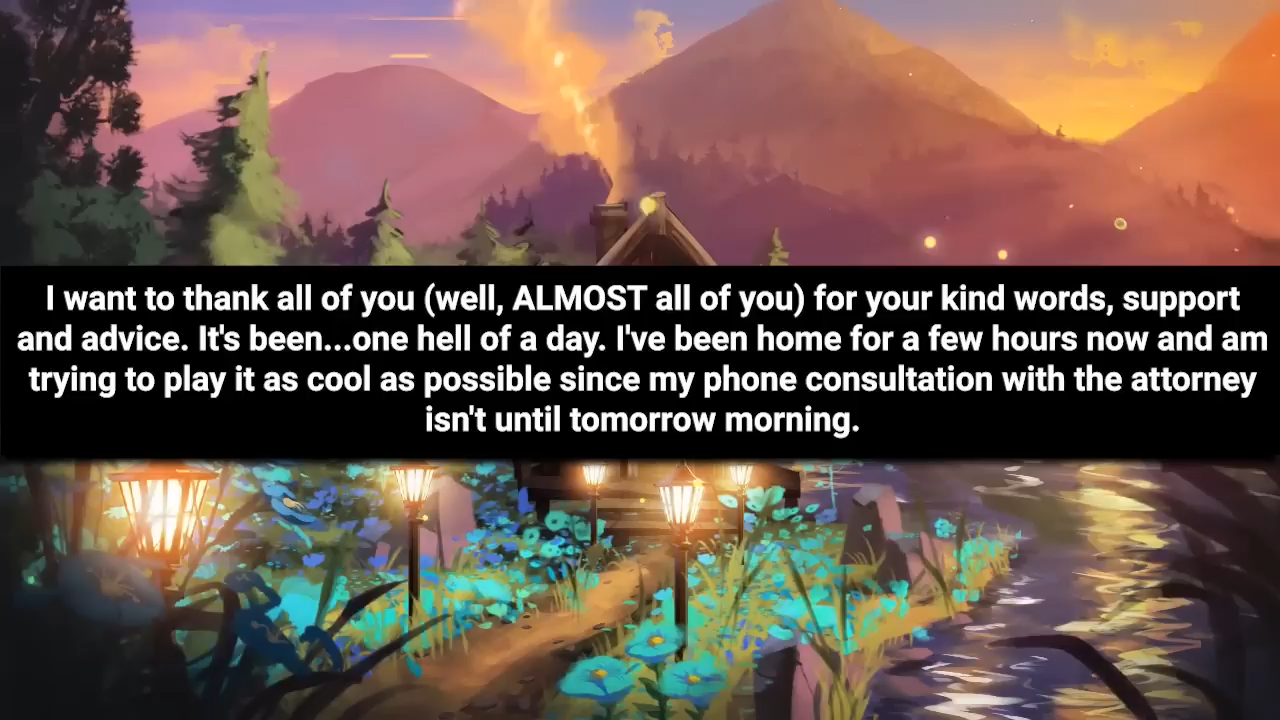 I want to thank all of you (well, ALMOST all of you) for your kind words, support
and advice. It's been...one hell of a day. I've been home for a few hours now and am
trying to play it as cool as possible since my phone consultation with the attorney
isn't until tomorrow morning.